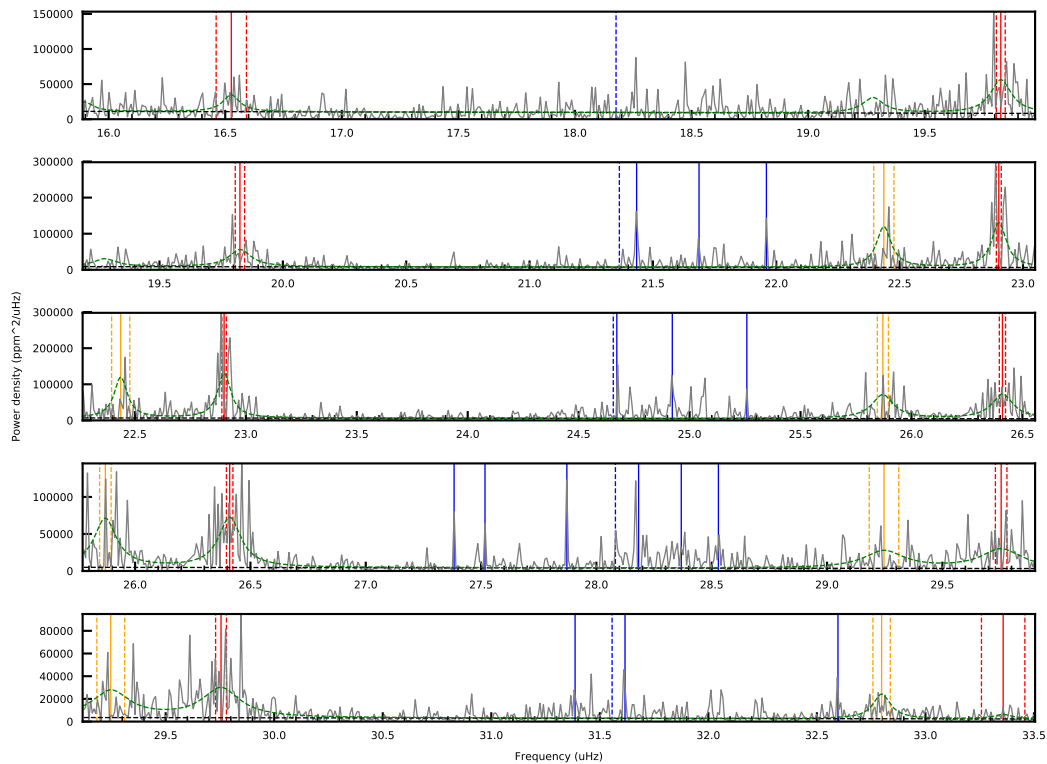 150000
100000
50000
0
16.0 16.5 17.0 17.5 18.0 18.5 19.0 19.5
300000
200000
100000
0
19.5 20.0 20.5 21.0 21.5 22.0 22.5 23.0
300000
200000
100000
0
22.5 23.0 23.5 24.0 24.5 25.0 25.5 26.0 26.5
100000
50000
0
26.0 26.5 27.0 27.5 28.0 28.5 29.0 29.5
80000
60000
40000
20000
0
29.5 30.0 30.5 31.0 31.5 32.0 32.5 33.0 33.5
Power density (ppm^2/uHz)
Frequency (uHz)